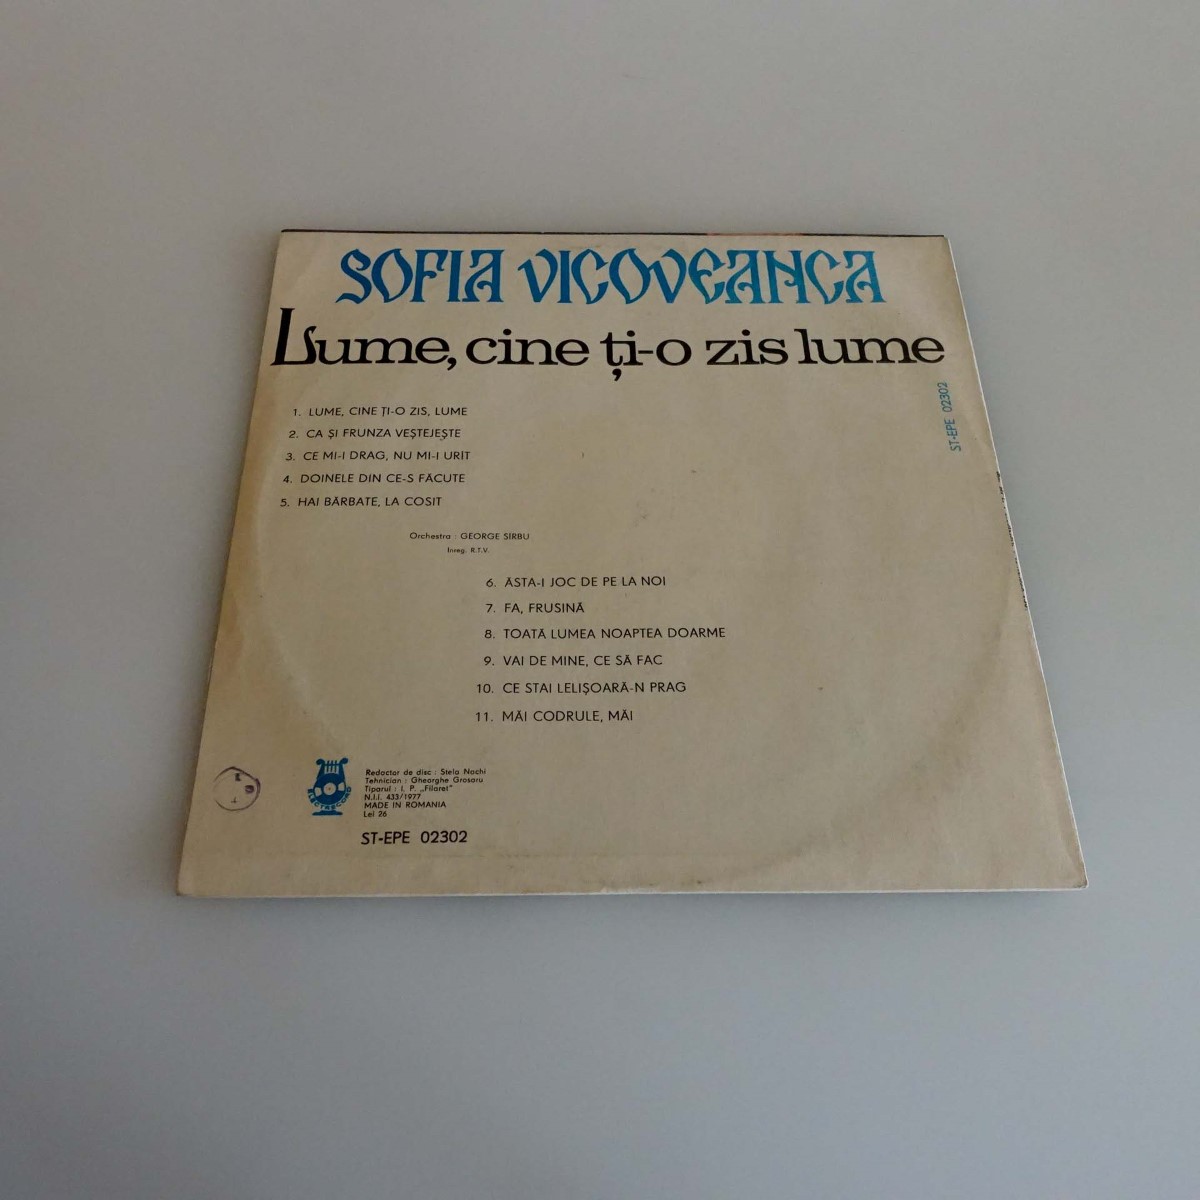 SOFIA VICOVEANCA
Lume, cine ți-o zis lume
ST-EPE 02302
1. LUME, CINE ȚI-O ZIS, LUME
2. CA ȘI FRUNZA VEȘTEJEȘTE
3. CE MI-I DRAG, NU MI-I URIT
4. DOINELE DIN CE-S FĂCUTE
5. HAI BĂRBATE, LA COSIT
Orchestra : GEORGE SÎRBU
Inreg. R.T.V.
6. ĂSTA-I JOC DE PE LA NOI
7. FA, FRUSINĂ
8. TOATĂ LUMEA NOAPTEA DOARME
9. VAI DE MINE, CE SĂ FAC
10. CE STAI LELIȘOARĂ-N PRAG
11. MĂI CODRULE, MĂI
ELECTRECORD
Redactor de disc : Stela Nachi
Tehnician : Gheorghe Grosaru
Tiparul : I. P. „Filaret"
N.I.I. 433/1977
MADE IN ROMANIA
Lei 26
ST-EPE 02302